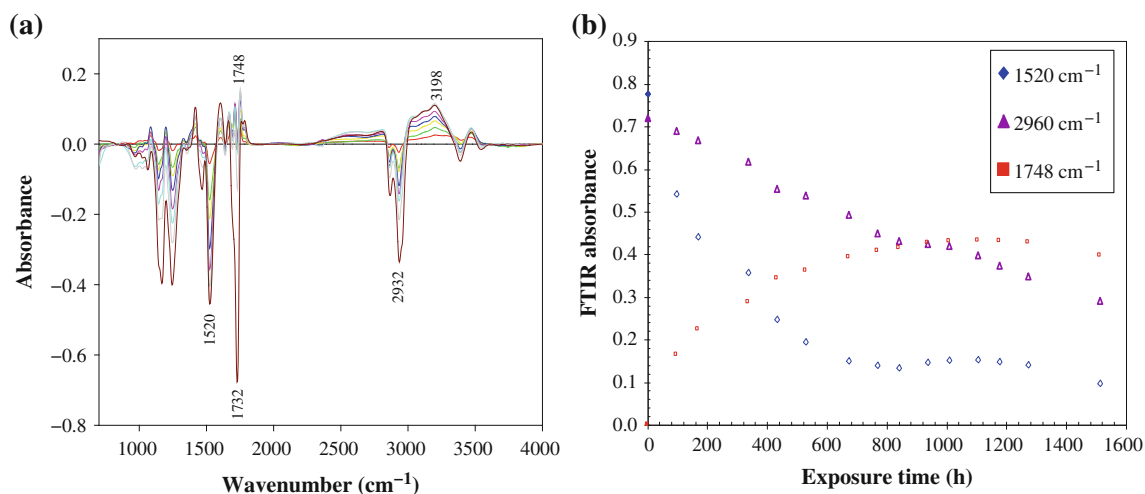 (a)
0.2
0.0
−0.2
−0.4
−0.6
−0.8
Absorbance
1748
3198
1520
2932
1732
1000 1500 2000 2500 3000 3500 4000
Wavenumber (cm⁻¹)
(b)
0.9
0.8
0.7
0.6
0.5
0.4
0.3
0.2
0.1
0.0
FTIR absorbance
1520 cm⁻¹
2960 cm⁻¹
1748 cm⁻¹
0 200 400 600 800 1000 1200 1400 1600
Exposure time (h)